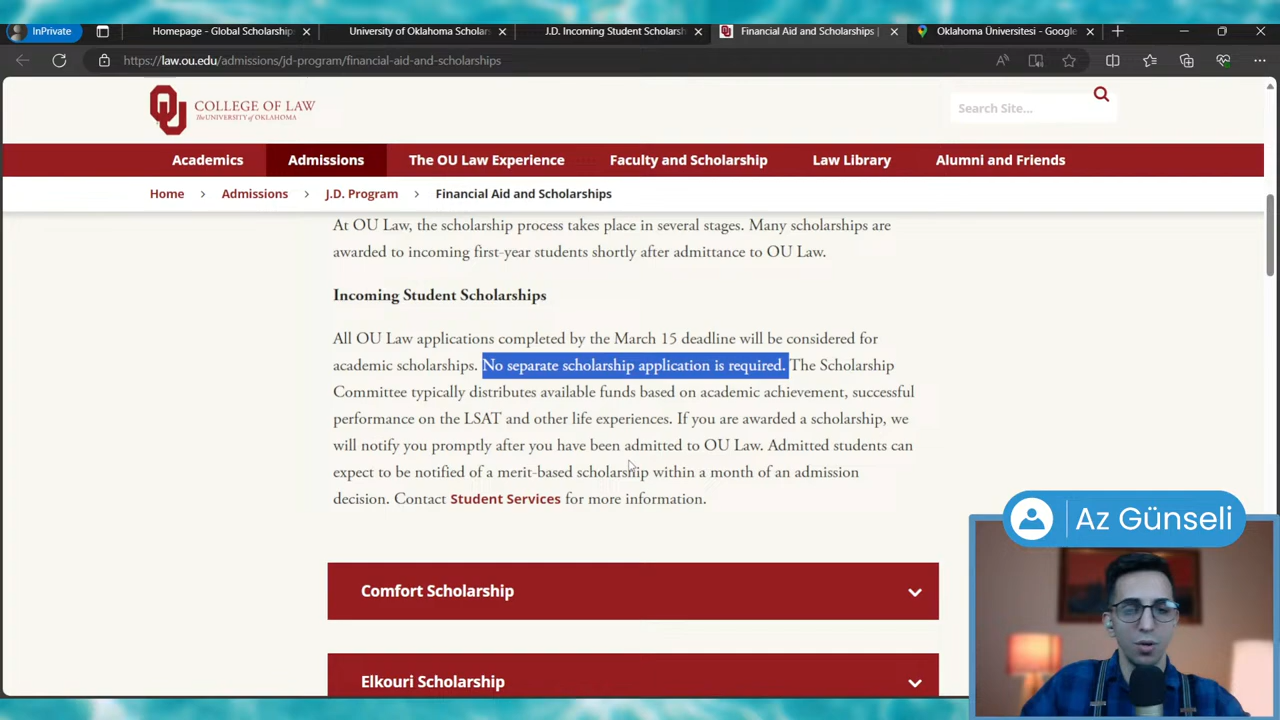 InPrivate
Homepage - Global Scholarship
University of Oklahoma Scholars
J.D. Incoming Student Scholarsh
Financial Aid and Scholarships |
Oklahoma Üniversitesi - Google
https://law.ou.edu/admissions/jd-program/financial-aid-and-scholarships
COLLEGE OF LAW
The UNIVERSITY of OKLAHOMA
Search Site...
Academics
Admissions
The OU Law Experience
Faculty and Scholarship
Law Library
Alumni and Friends
Home > Admissions > J.D. Program > Financial Aid and Scholarships
At OU Law, the scholarship process takes place in several stages. Many scholarships are
awarded to incoming first-year students shortly after admittance to OU Law.
Incoming Student Scholarships
All OU Law applications completed by the March 15 deadline will be considered for
academic scholarships. No separate scholarship application is required. The Scholarship
Committee typically distributes available funds based on academic achievement, successful
performance on the LSAT and other life experiences. If you are awarded a scholarship, we
will notify you promptly after you have been admitted to OU Law. Admitted students can
expect to be notified of a merit-based scholarship within a month of an admission
decision. Contact Student Services for more information.
Az Günseli
Comfort Scholarship
Elkouri Scholarship